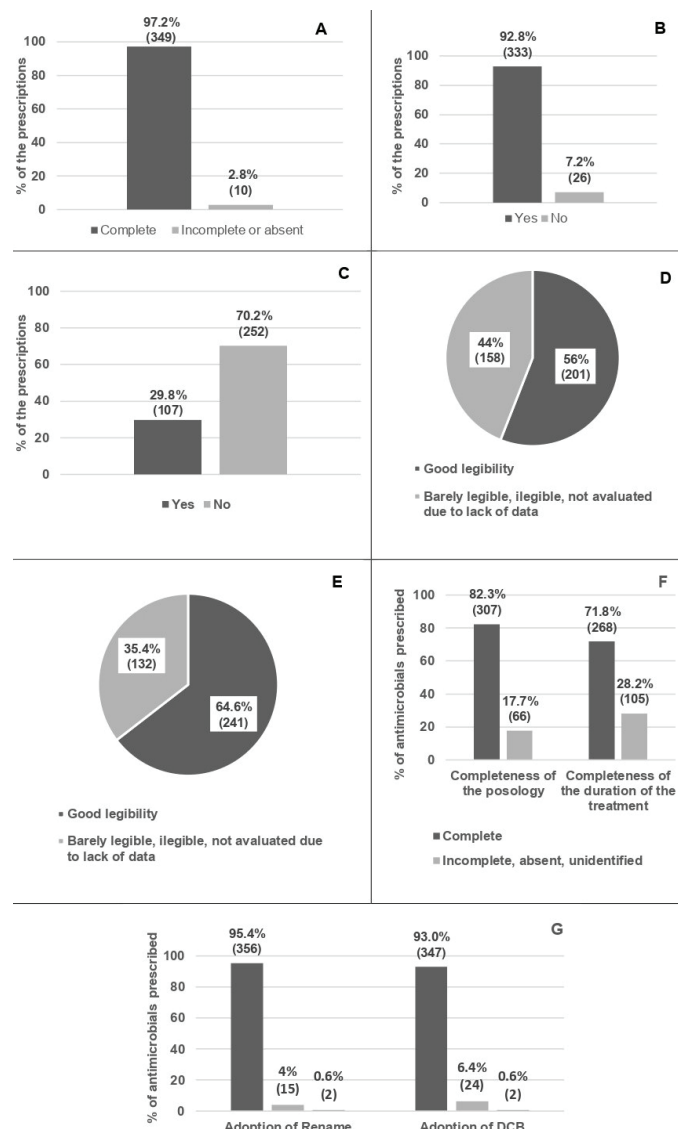 A
97.2%
(349)
2.8%
(10)
% of the prescriptions
100
80
60
40
20
0
Complete Incomplete or absent
B
92.8%
(333)
7.2%
(26)
% of the prescriptions
100
80
60
40
20
0
Yes No
C
70.2%
(252)
29.8%
(107)
% of the prescriptions
100
80
60
40
20
0
Yes No
D
44%
(158)
56%
(201)
Good legibility
Barely legible, ilegible, not avaluated
due to lack of data
E
35.4%
(132)
64.6%
(241)
Good legibility
Barely legible, ilegible, not avaluated due
to lack of data
F
82.3%
(307)
71.8%
(268)
17.7%
(66)
28.2%
(105)
% of antimicrobials prescribed
100
80
60
40
20
0
Completeness of Completeness of
the posology the duration of the
treatment
Complete
Incomplete, absent, unidentified
G
95.4%
(356)
93.0%
(347)
4%
(15)
0.6%
(2)
6.4%
(24)
0.6%
(2)
% of antimicrobials prescribed
100
80
60
40
20
0
Adoption of Rename Adoption of DCB